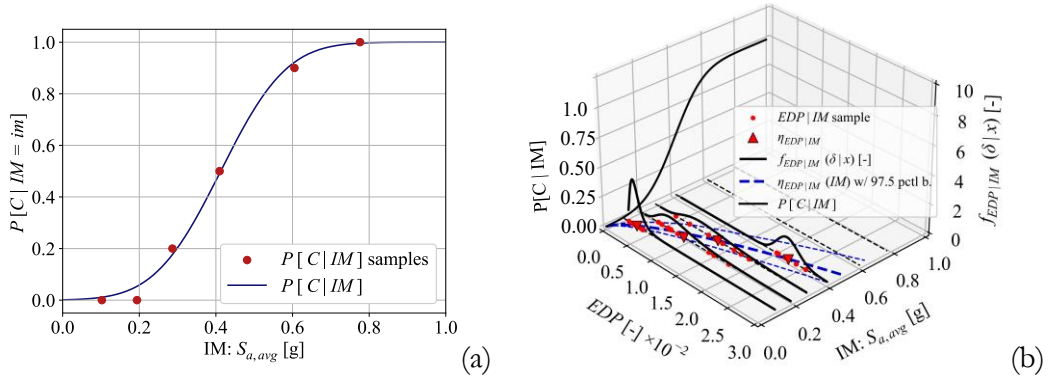 1.0
0.8
0.6
0.4
0.2
0.0
P [C | IM = im]
0.0 0.2 0.4 0.6 0.8 1.0
IM: S_{a,avg} [g]
P [ C | IM ] samples
P [ C | IM ]
(a)
1.0
0.75
0.50
0.25
0.00
P[C | IM]
0.0
0.5
1.0
1.5
2.0
2.5
3.0
EDP [-] ×10⁻²
0.0
0.2
0.4
0.6
0.8
1.0
IM: S_{a,avg} [g]
10
8
6
4
2
0
f_{EDP | IM} (δ | x) [-]
EDP | IM sample
η_{EDP | IM}
f_{EDP | IM} (δ | x) [-]
η_{EDP | IM} (IM) w/ 97.5 pctl b.
P [ C | IM ]
(b)